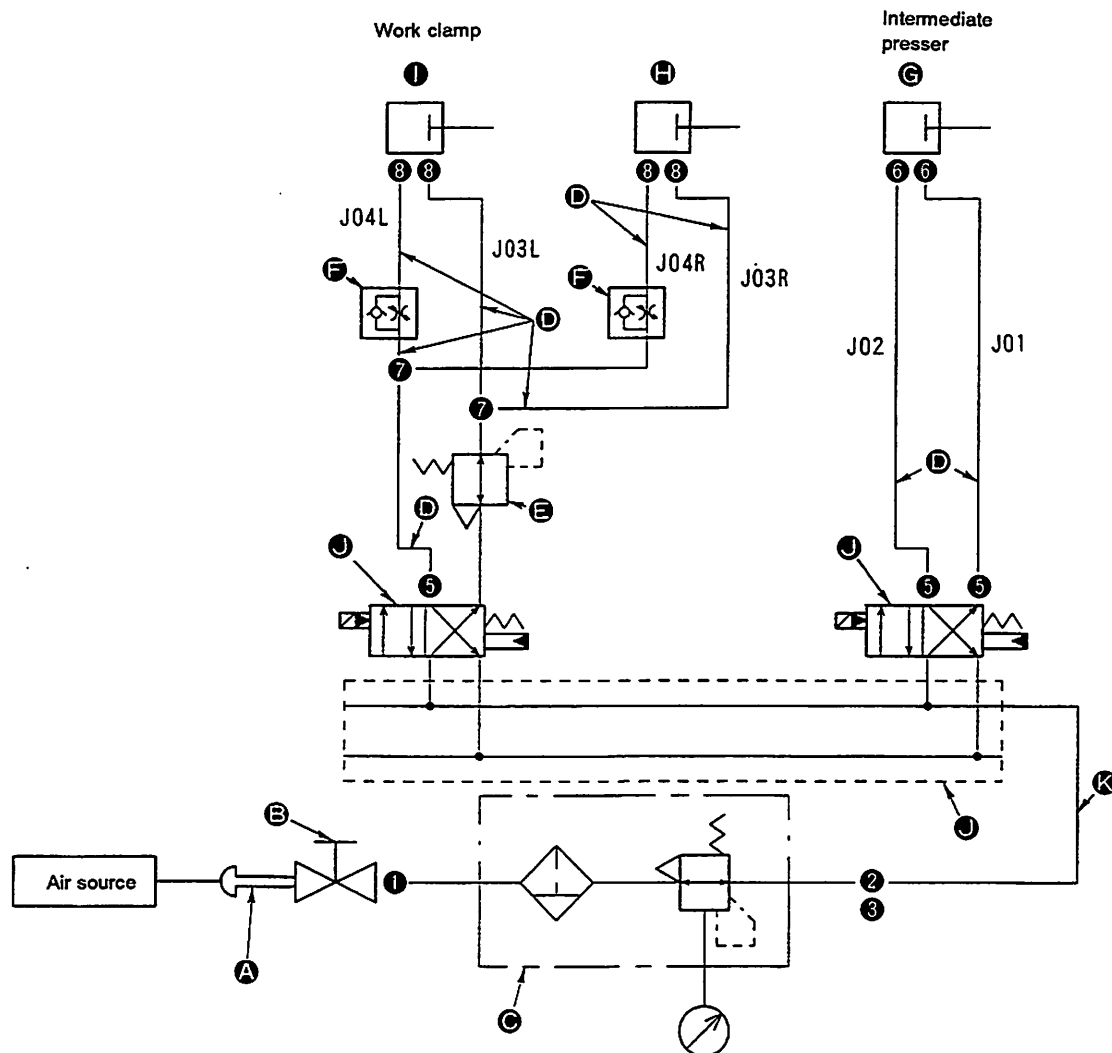 Work clamp
Intermediate
presser
I
H
G
8 8
8 8
6 6
D
J04L
J03L
J04R
J03R
F
F
D
J02
J01
7
7
D
E
D
J
J
5
5 5
K
J
B
Air source
1
2
3
A
C